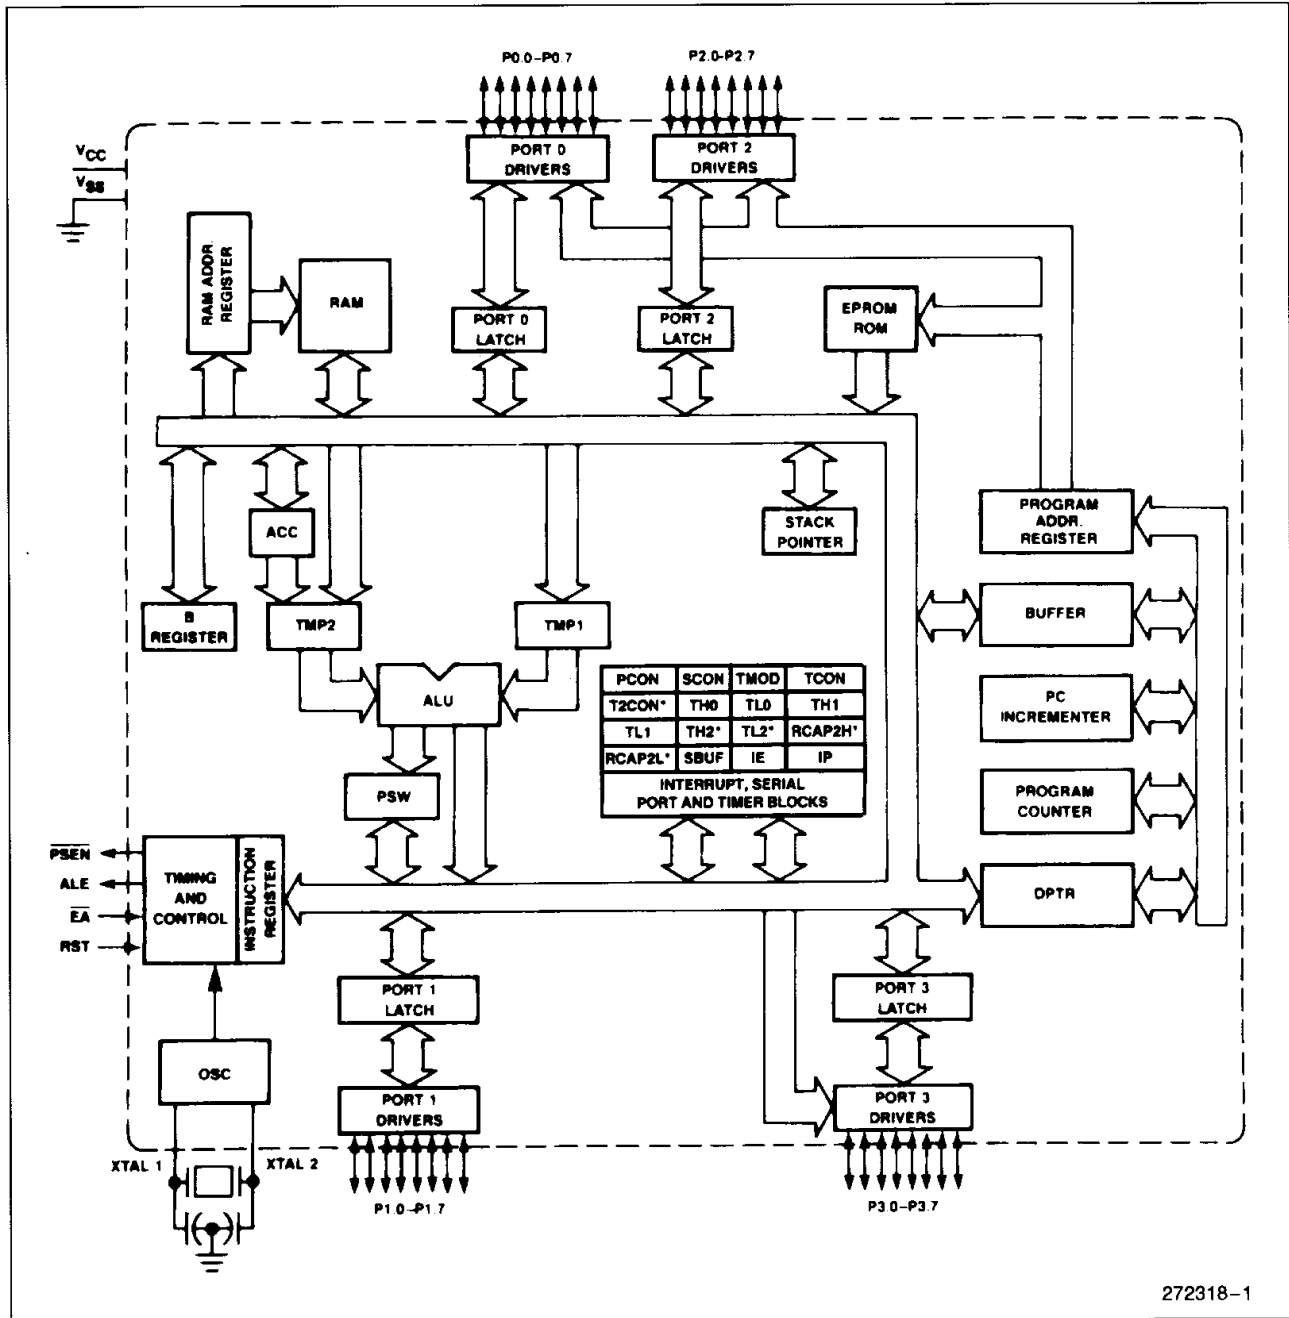 P0.0–P0.7
P2.0-P2.7
VCC
VSS
PORT 0
DRIVERS
PORT 2
DRIVERS
RAM ADDR.
REGISTER
RAM
PORT 0
LATCH
PORT 2
LATCH
EPROM
ROM
ACC
STACK
POINTER
PROGRAM
ADDR.
REGISTER
B
REGISTER
TMP2
TMP1
BUFFER
ALU
PCON SCON TMOD TCON
T2CON* TH0 TL0 TH1
TL1 TH2* TL2* RCAP2H*
RCAP2L* SBUF IE IP
INTERRUPT, SERIAL
PORT AND TIMER BLOCKS
PC
INCREMENTER
PSW
PROGRAM
COUNTER
PSEN
ALE
EA
RST
TIMING
AND
CONTROL
INSTRUCTION
REGISTER
DPTR
PORT 1
LATCH
PORT 3
LATCH
OSC
PORT 1
DRIVERS
PORT 3
DRIVERS
XTAL 1
XTAL 2
P1.0–P1.7
P3.0–P3.7
272318–1